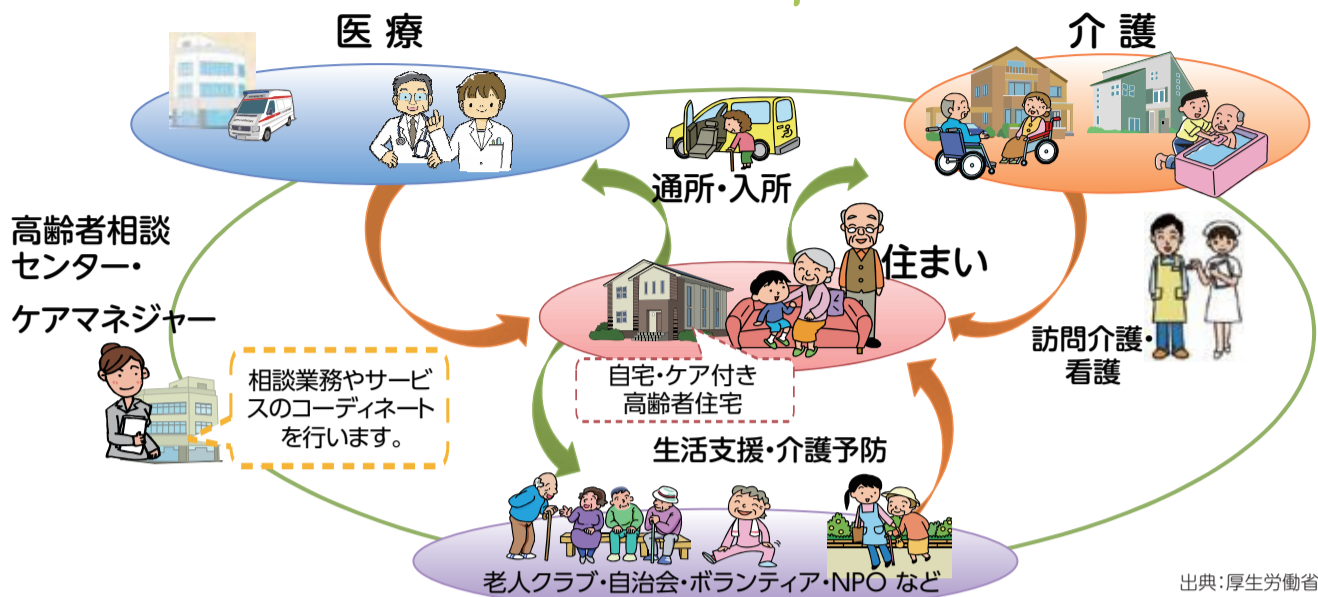 医療
介護
通所・入所
高齢者相談
センター・
ケアマネジャー
住まい
訪問介護・
看護
相談業務やサービ
スのコーディネート
を行います。
自宅・ケア付き
高齢者住宅
生活支援・介護予防
老人クラブ・自治会・ボランティア・NPO など
出典：厚生労働省